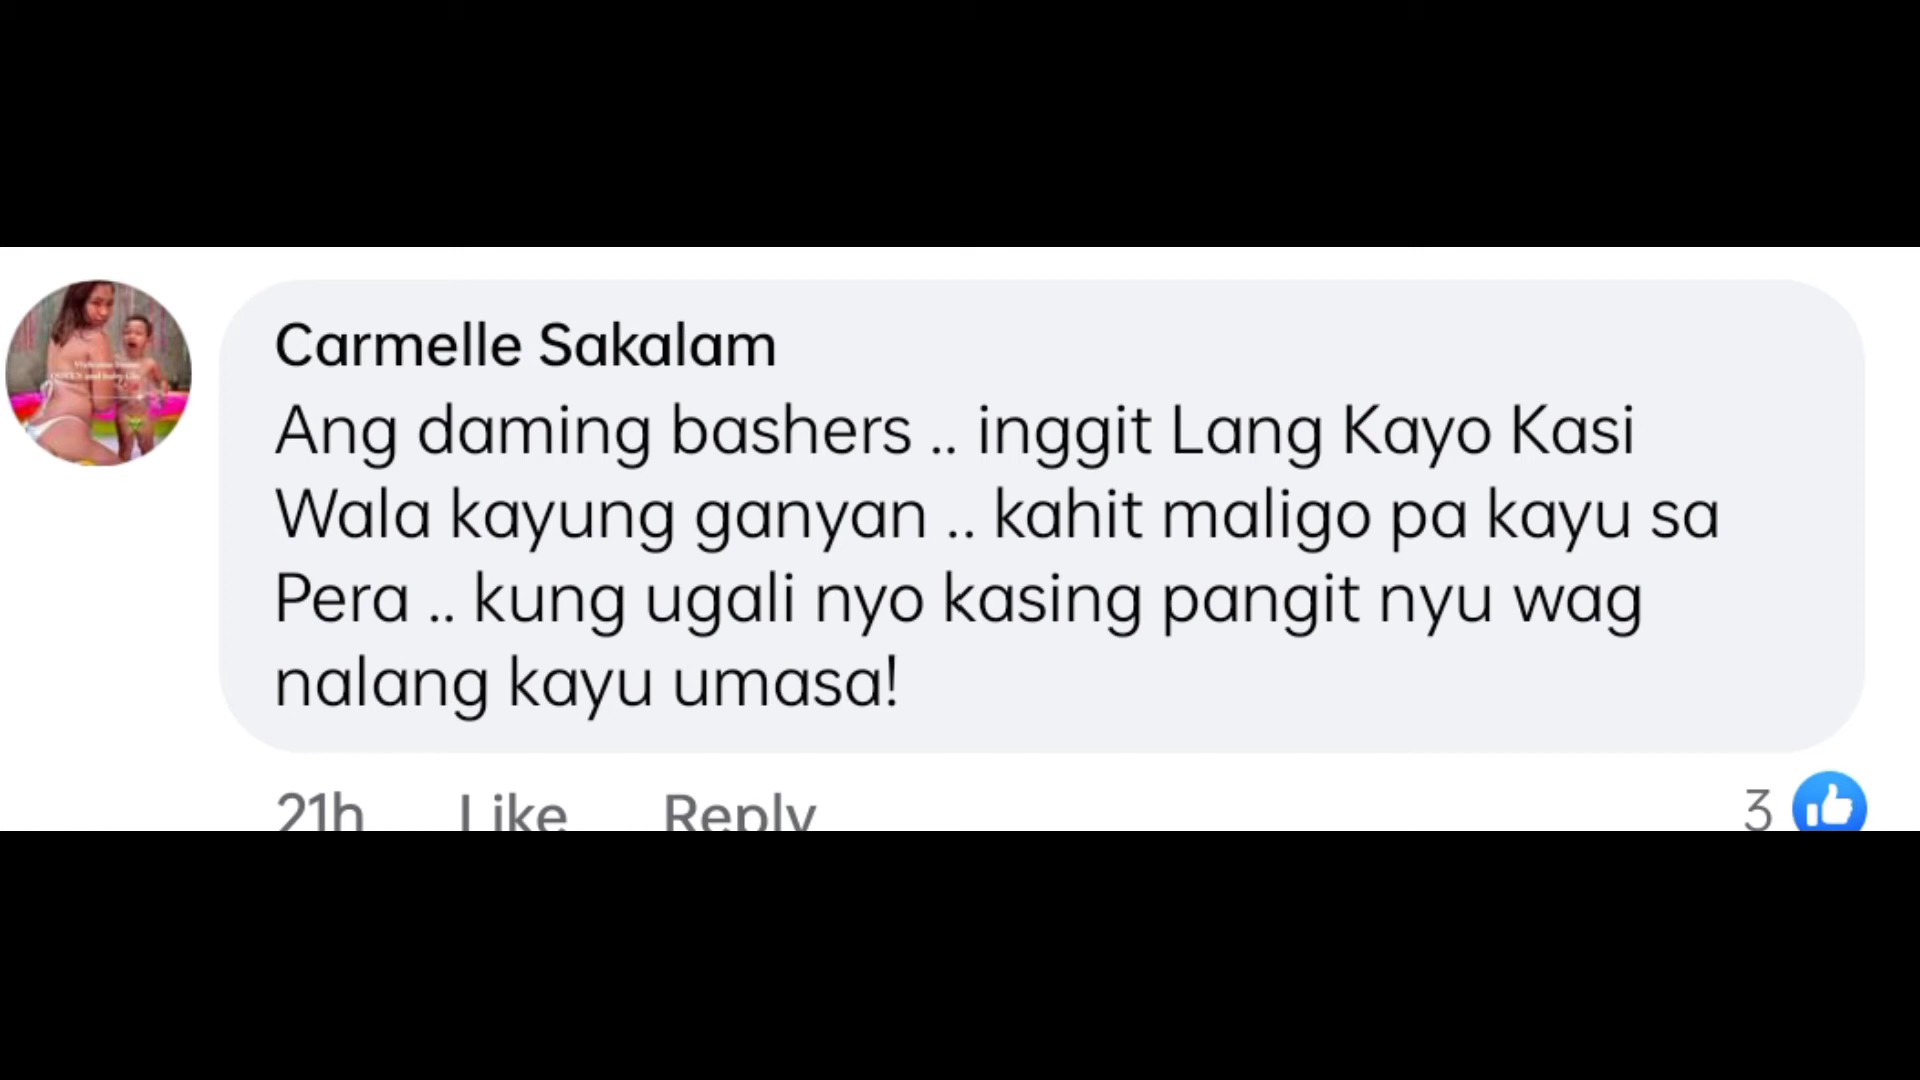 Carmelle Sakalam
Ang daming bashers .. inggit Lang Kayo Kasi
Wala kayung ganyan .. kahit maligo pa kayu sa
Pera .. kung ugali nyo kasing pangit nyu wag
nalang kayu umasa!
21h Like Reply 3